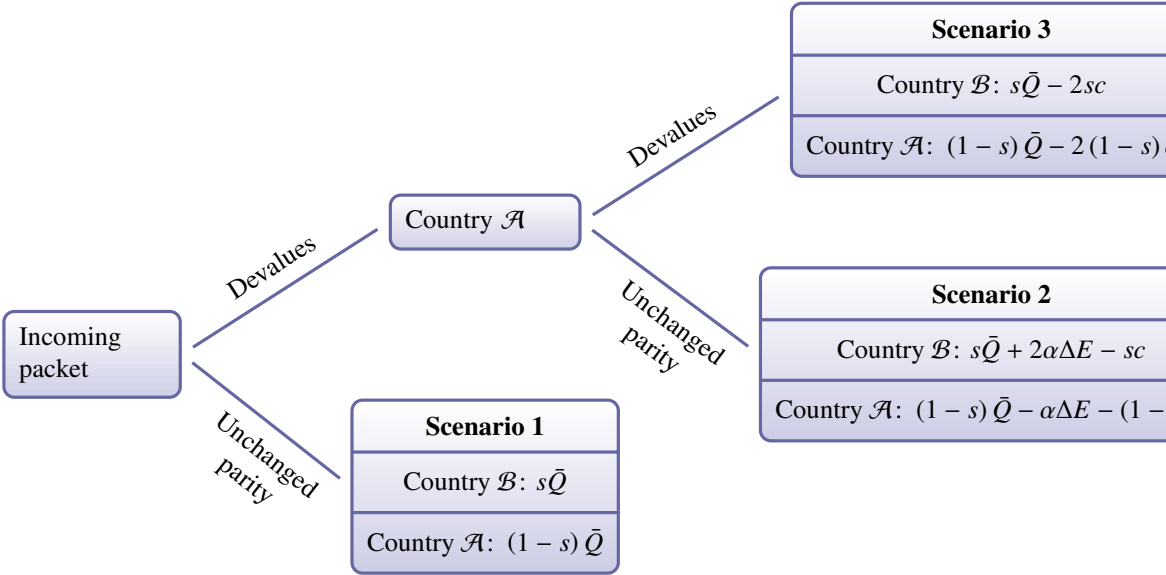 Scenario 3
Country ℬ: sQ̄ − 2sc
Country 𝒜: (1 − s) Q̄ − 2 (1 − s)
Devalues
Country 𝒜
Devalues
Unchanged
parity
Scenario 2
Country ℬ: sQ̄ + 2αΔE − sc
Country 𝒜: (1 − s) Q̄ − αΔE − (1 −
Incoming
packet
Unchanged
parity
Scenario 1
Country ℬ: sQ̄
Country 𝒜: (1 − s) Q̄